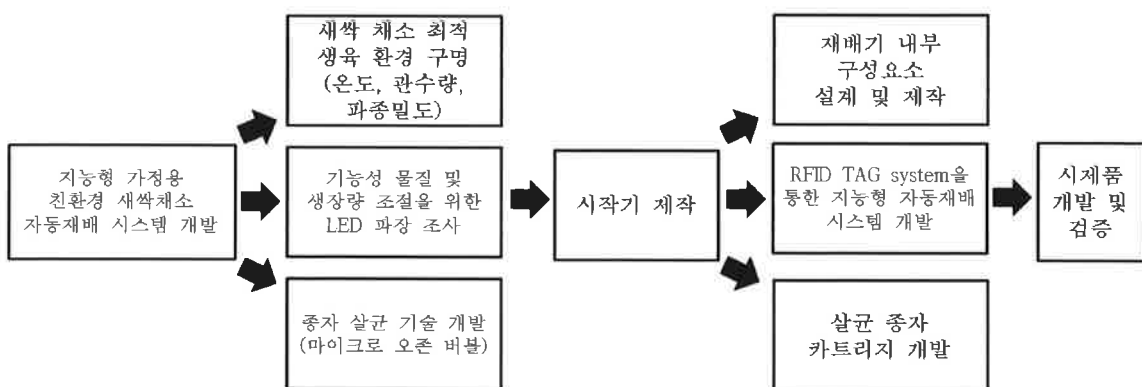 지능형 가정용
친환경 새싹채소
자동재배 시스템 개발
새싹 채소 최적
생육 환경 구명
(온도, 관수량,
파종밀도)
기능성 물질 및
생장량 조절을 위한
LED 파장 조사
종자 살균 기술 개발
(마이크로 오존 버블)
시작기 제작
재배기 내부
구성요소
설계 및 제작
RFID TAG system을
통한 지능형 자동재배
시스템 개발
살균 종자
카트리지 개발
시제품
개발 및
검증